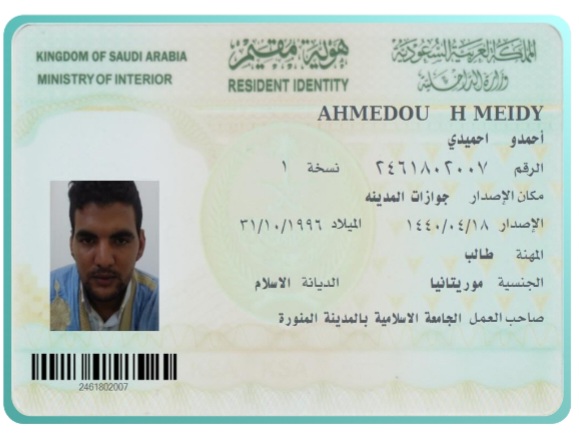 KINGDOM OF SAUDI ARABIA
MINISTRY OF INTERIOR
هوية مقيم
RESIDENT IDENTITY
المملكة العربية السعودية
وزارة الداخلية
AHMEDOU H MEIDY
أحمدو احميدي
الرقم ٢٤٦١٨٠٢٠٠٧ نسخة ١
مكان الإصدار جوازات المدينه
الإصدار ١٤٤٠/٠٤/١٨ الميلاد ٣١/١٠/١٩٩٦
المهنة طالب
الجنسية موريتانيا الديانة الاسلام
صاحب العمل الجامعة الاسلامية بالمدينة المنورة
2461802007